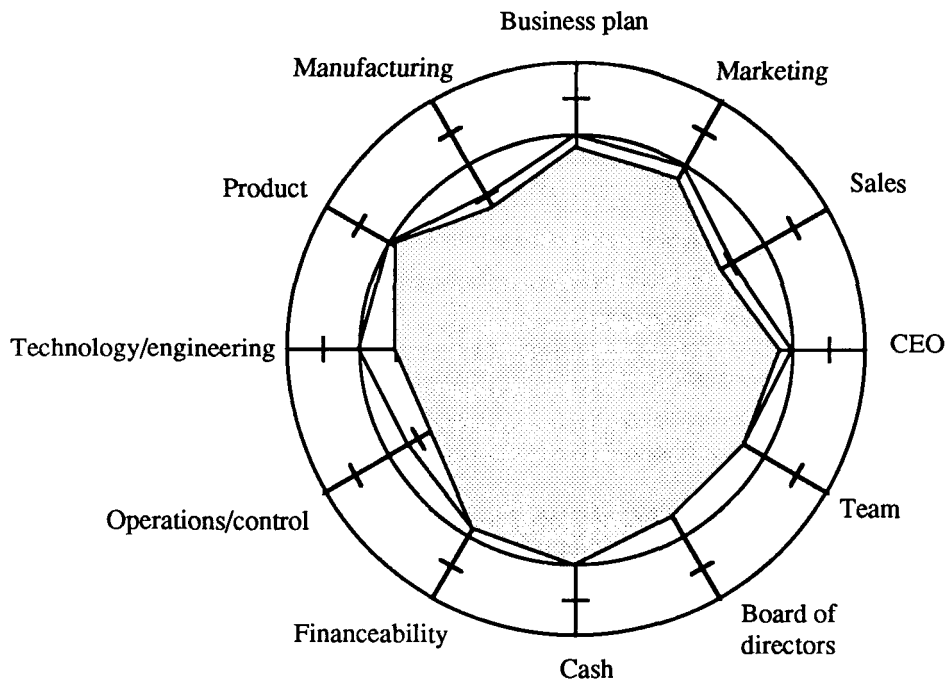 Business plan
Manufacturing
Marketing
Product
Sales
Technology/engineering
CEO
Operations/control
Team
Financeability
Board of
directors
Cash